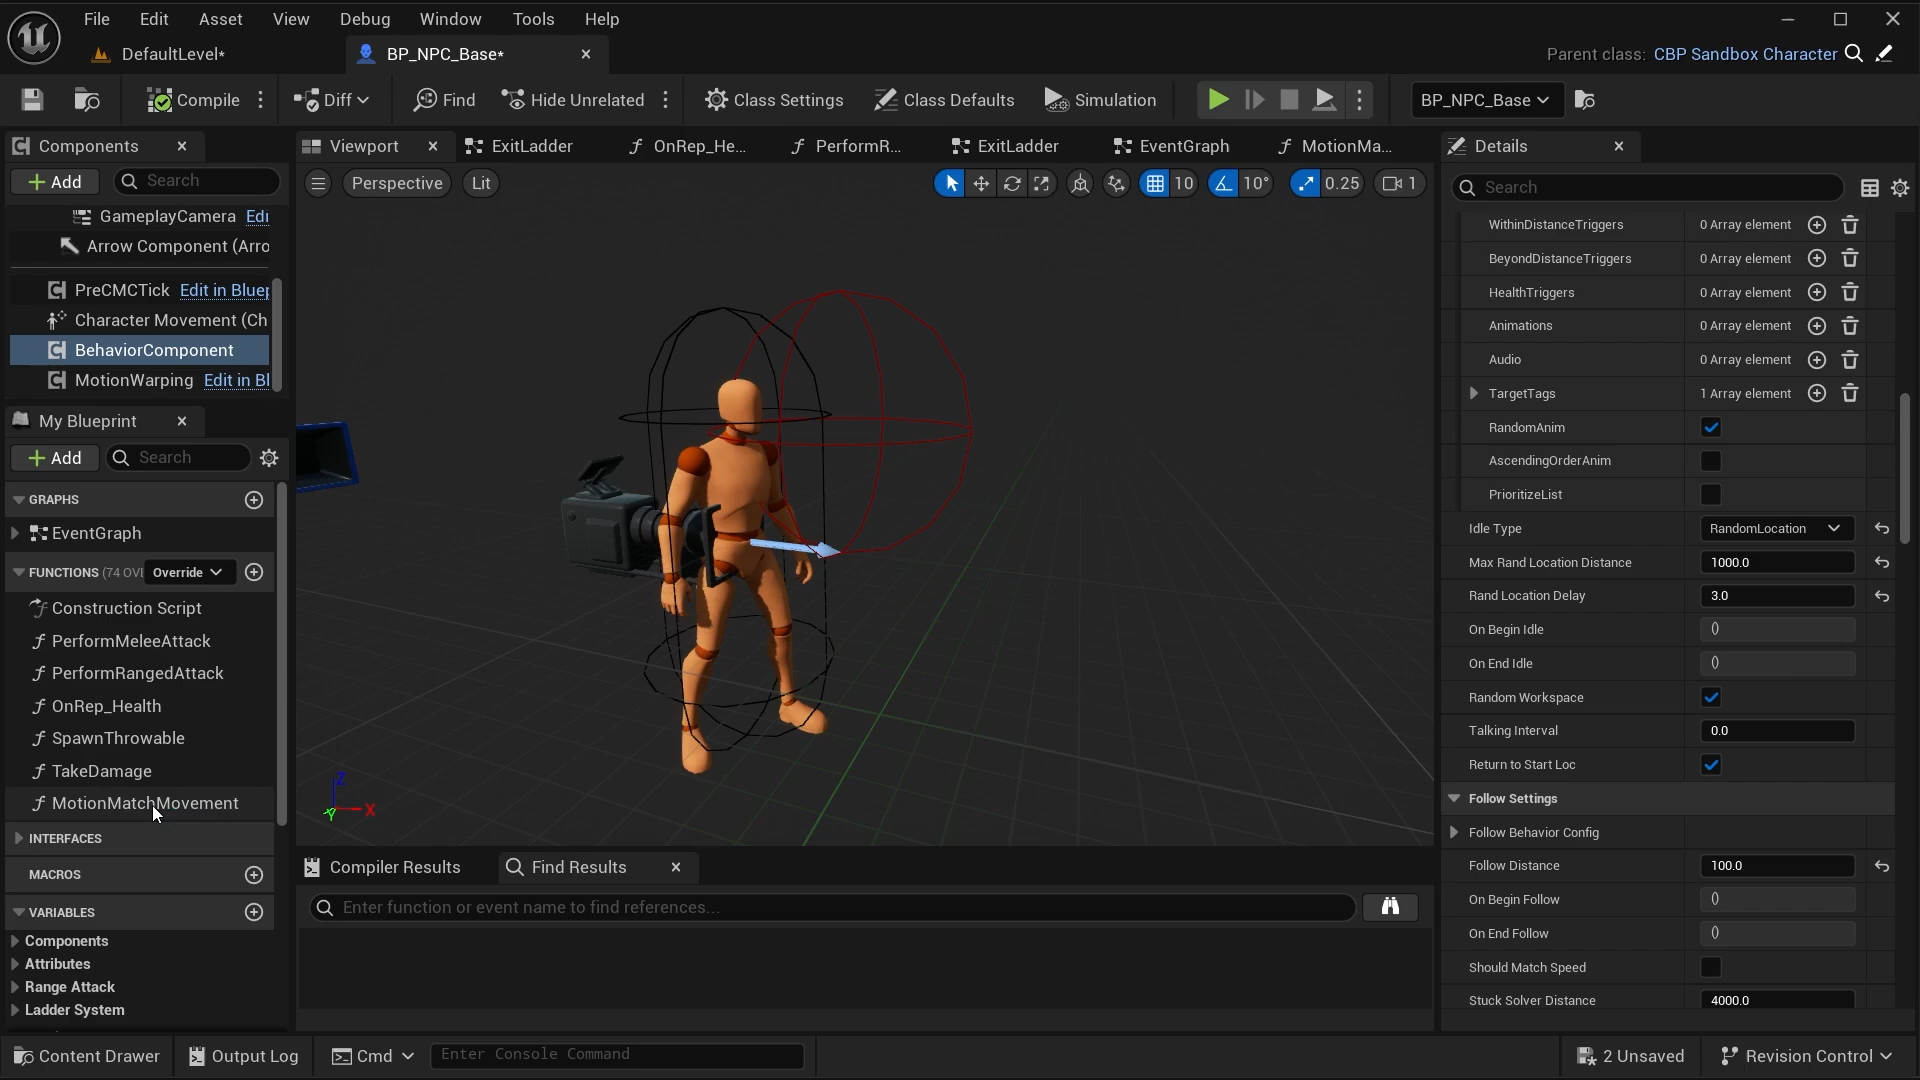 File Edit Asset View Debug Window Tools Help
DefaultLevel* BP_NPC_Base* Parent class: CBP Sandbox Character
Compile Diff Find Hide Unrelated Class Settings Class Defaults Simulation BP_NPC_Base
Components
Add Search
GameplayCamera Edi
Arrow Component (Arro
PreCMCTick Edit in Bluep
Character Movement (Ch
BehaviorComponent
MotionWarping Edit in Bl
My Blueprint
Add Search
GRAPHS
EventGraph
FUNCTIONS (74 OVE Override
Construction Script
PerformMeleeAttack
PerformRangedAttack
OnRep_Health
SpawnThrowable
TakeDamage
MotionMatchMovement
INTERFACES
MACROS
VARIABLES
Components
Attributes
Range Attack
Ladder System
Viewport ExitLadder OnRep_He... PerformR... ExitLadder EventGraph MotionMa...
Perspective Lit 10 10° 0.25 1
Z
Y X
Compiler Results Find Results
Enter function or event name to find references...
Details
Search
WithinDistanceTriggers 0 Array element
BeyondDistanceTriggers 0 Array element
HealthTriggers 0 Array element
Animations 0 Array element
Audio 0 Array element
TargetTags 1 Array element
RandomAnim
AscendingOrderAnim
PrioritizeList
Idle Type RandomLocation
Max Rand Location Distance 1000.0
Rand Location Delay 3.0
On Begin Idle ()
On End Idle ()
Random Workspace
Talking Interval 0.0
Return to Start Loc
Follow Settings
Follow Behavior Config
Follow Distance 100.0
On Begin Follow ()
On End Follow ()
Should Match Speed
Stuck Solver Distance 4000.0
Content Drawer Output Log Cmd Enter Console Command 2 Unsaved Revision Control